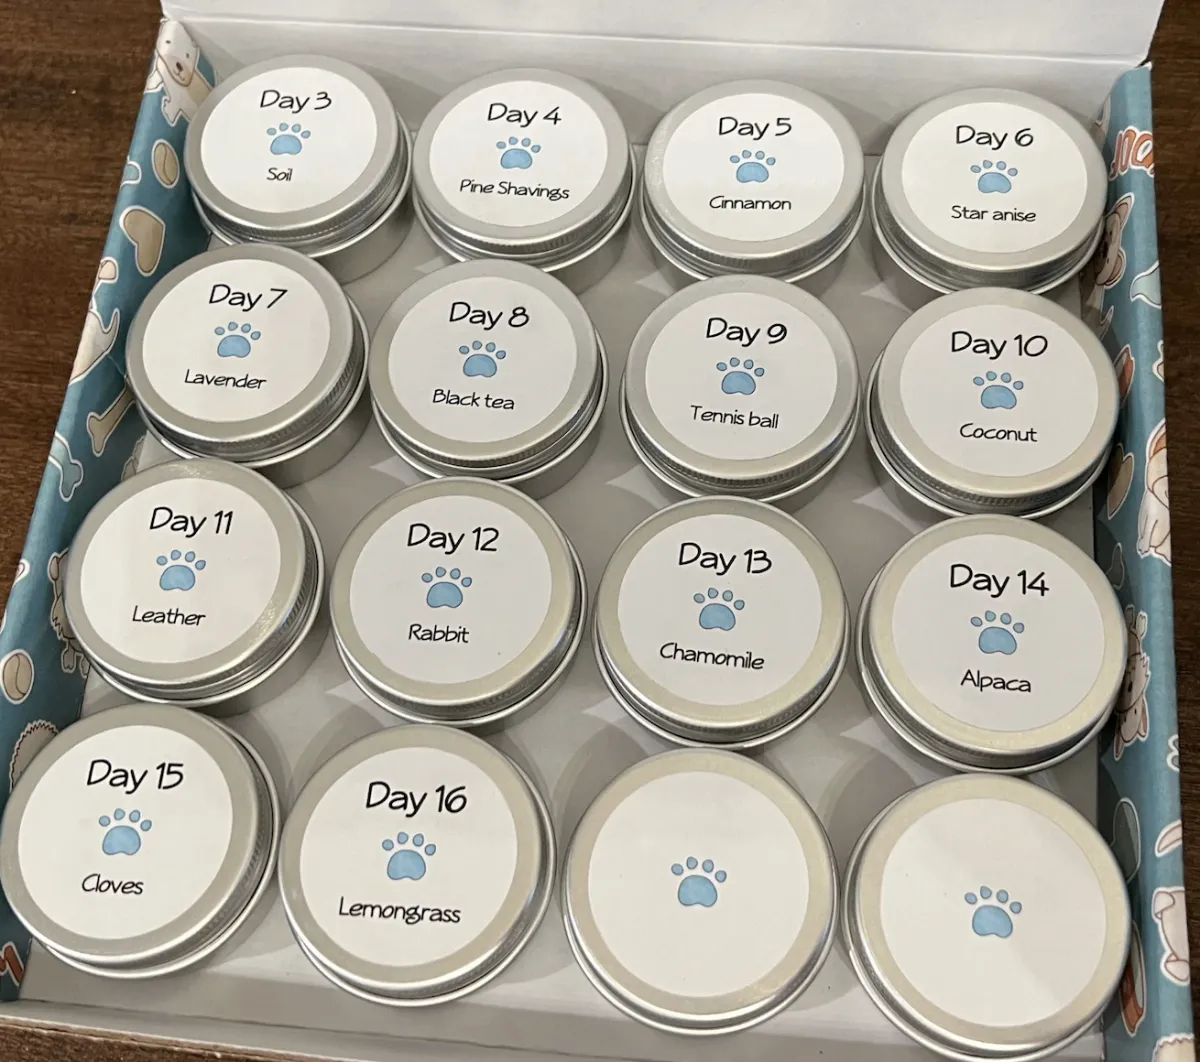 Day 3
Soil
Day 4
Pine Shavings
Day 5
Cinnamon
Day 6
Star anise
Day 7
Lavender
Day 8
Black tea
Day 9
Tennis ball
Day 10
Coconut
Day 11
Leather
Day 12
Rabbit
Day 13
Chamomile
Day 14
Alpaca
Day 15
Cloves
Day 16
Lemongrass